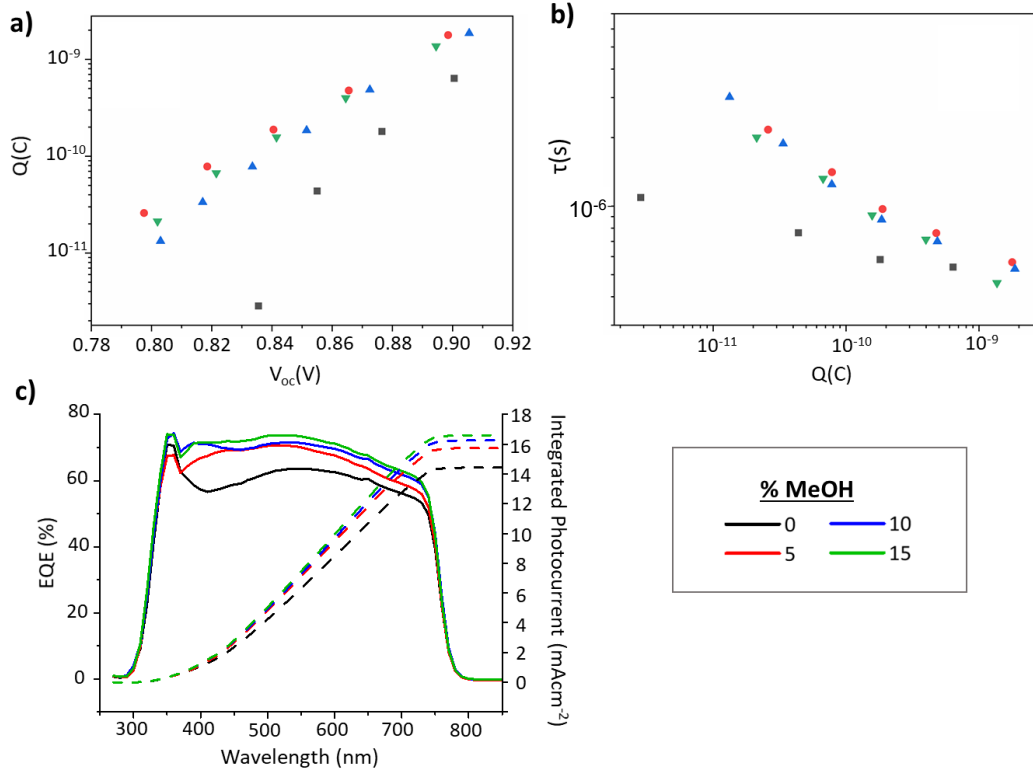 a)
10⁻⁹
10⁻¹⁰
10⁻¹¹
Q(C)
0.78 0.80 0.82 0.84 0.86 0.88 0.90 0.92
Vₒc(V)
b)
τ(s)
10⁻⁶
10⁻¹¹ 10⁻¹⁰ 10⁻⁹
Q(C)
c)
80
60
40
20
0
EQE (%)
300 400 500 600 700 800
Wavelength (nm)
18
16
14
12
10
8
6
4
2
0
Integrated Photocurrent (mAcm⁻²)
% MeOH
0 10
5 15